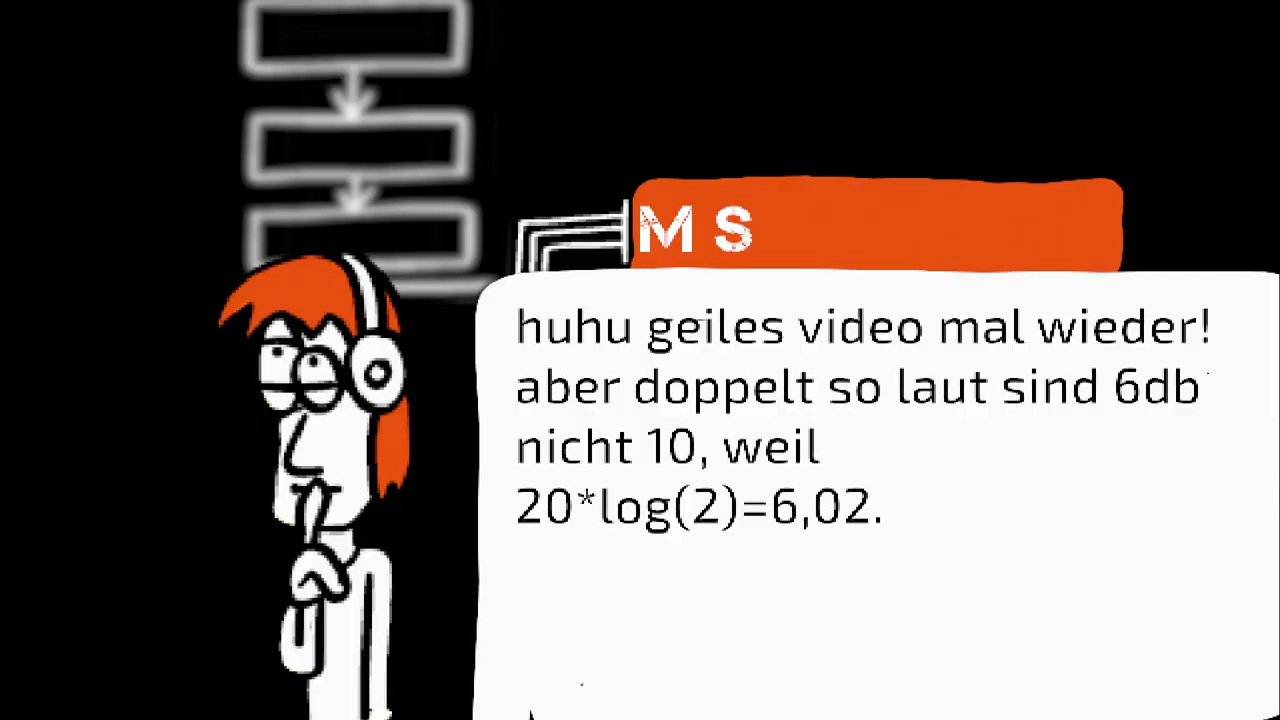 M S
huhu geiles video mal wieder!
aber doppelt so laut sind 6db
nicht 10, weil
20*log(2)=6,02.